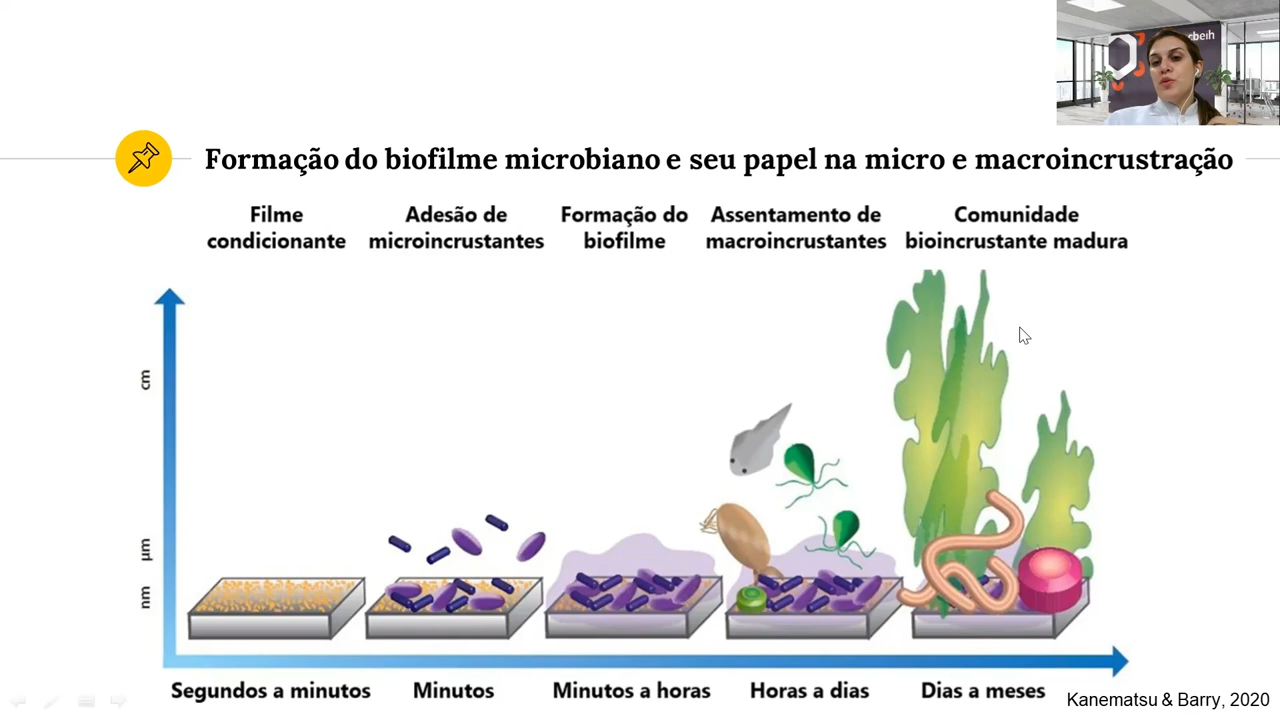 cbeih
Formação do biofilme microbiano e seu papel na micro e macroincrustração
Filme
condicionante
Adesão de
microincrustantes
Formação do
biofilme
Assentamento de
macroincrustantes
Comunidade
bioincrustante madura
cm
µm
nm
Segundos a minutos
Minutos
Minutos a horas
Horas a dias
Dias a meses
Kanematsu & Barry, 2020